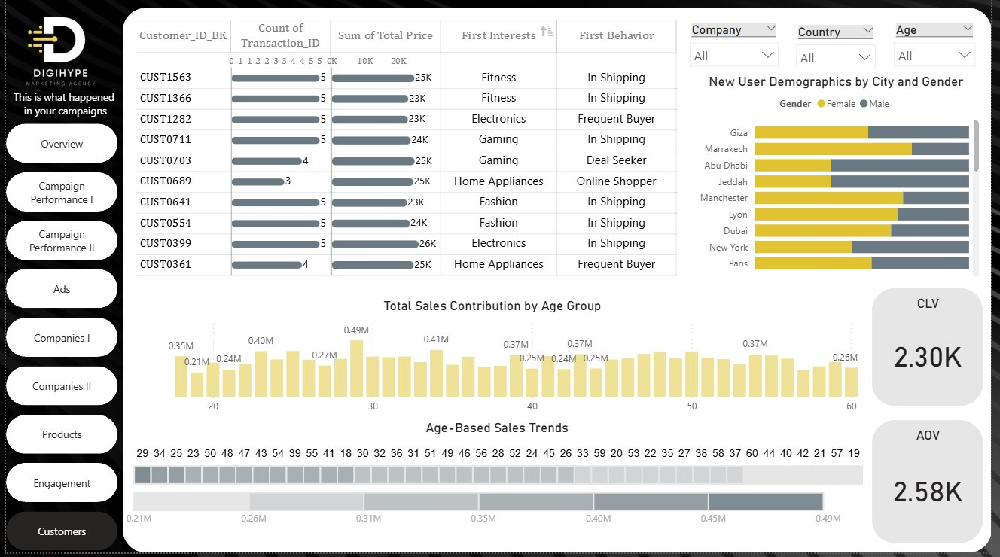 DIGIHYPE
MARKETING AGENCY
This is what happened
in your campaigns
Overview
Campaign
Performance I
Campaign
Performance II
Ads
Companies I
Companies II
Products
Engagement
Customers
Customer_ID_BK Count of Transaction_ID Sum of Total Price First Interests First Behavior
0 1 1 2 2 3 3 4 4 5 5 0K 10K 20K
CUST1563 5 25K Fitness In Shipping
CUST1366 5 23K Fitness In Shipping
CUST1282 5 23K Electronics Frequent Buyer
CUST0711 5 24K Gaming In Shipping
CUST0703 4 25K Gaming Deal Seeker
CUST0689 3 25K Home Appliances Online Shopper
CUST0641 5 23K Fashion In Shipping
CUST0554 5 24K Fashion In Shipping
CUST0399 5 26K Electronics In Shipping
CUST0361 4 25K Home Appliances Frequent Buyer
Company Country Age
All All All
New User Demographics by City and Gender
Gender Female Male
Giza
Marrakech
Abu Dhabi
Jeddah
Manchester
Lyon
Dubai
New York
Paris
Total Sales Contribution by Age Group
0.35M 0.21M 0.24M 0.40M 0.27M 0.49M 0.41M 0.37M 0.25M 0.24M 0.37M 0.25M 0.37M 0.26M
20 30 40 50 60
Age-Based Sales Trends
29 34 25 23 50 48 47 43 54 39 55 41 18 30 32 36 31 51 49 46 56 28 52 24 45 26 33 59 20 53 22 35 27 38 58 37 60 44 40 42 21 57 19
0.21M 0.26M 0.31M 0.35M 0.40M 0.45M 0.49M
CLV
2.30K
AOV
2.58K